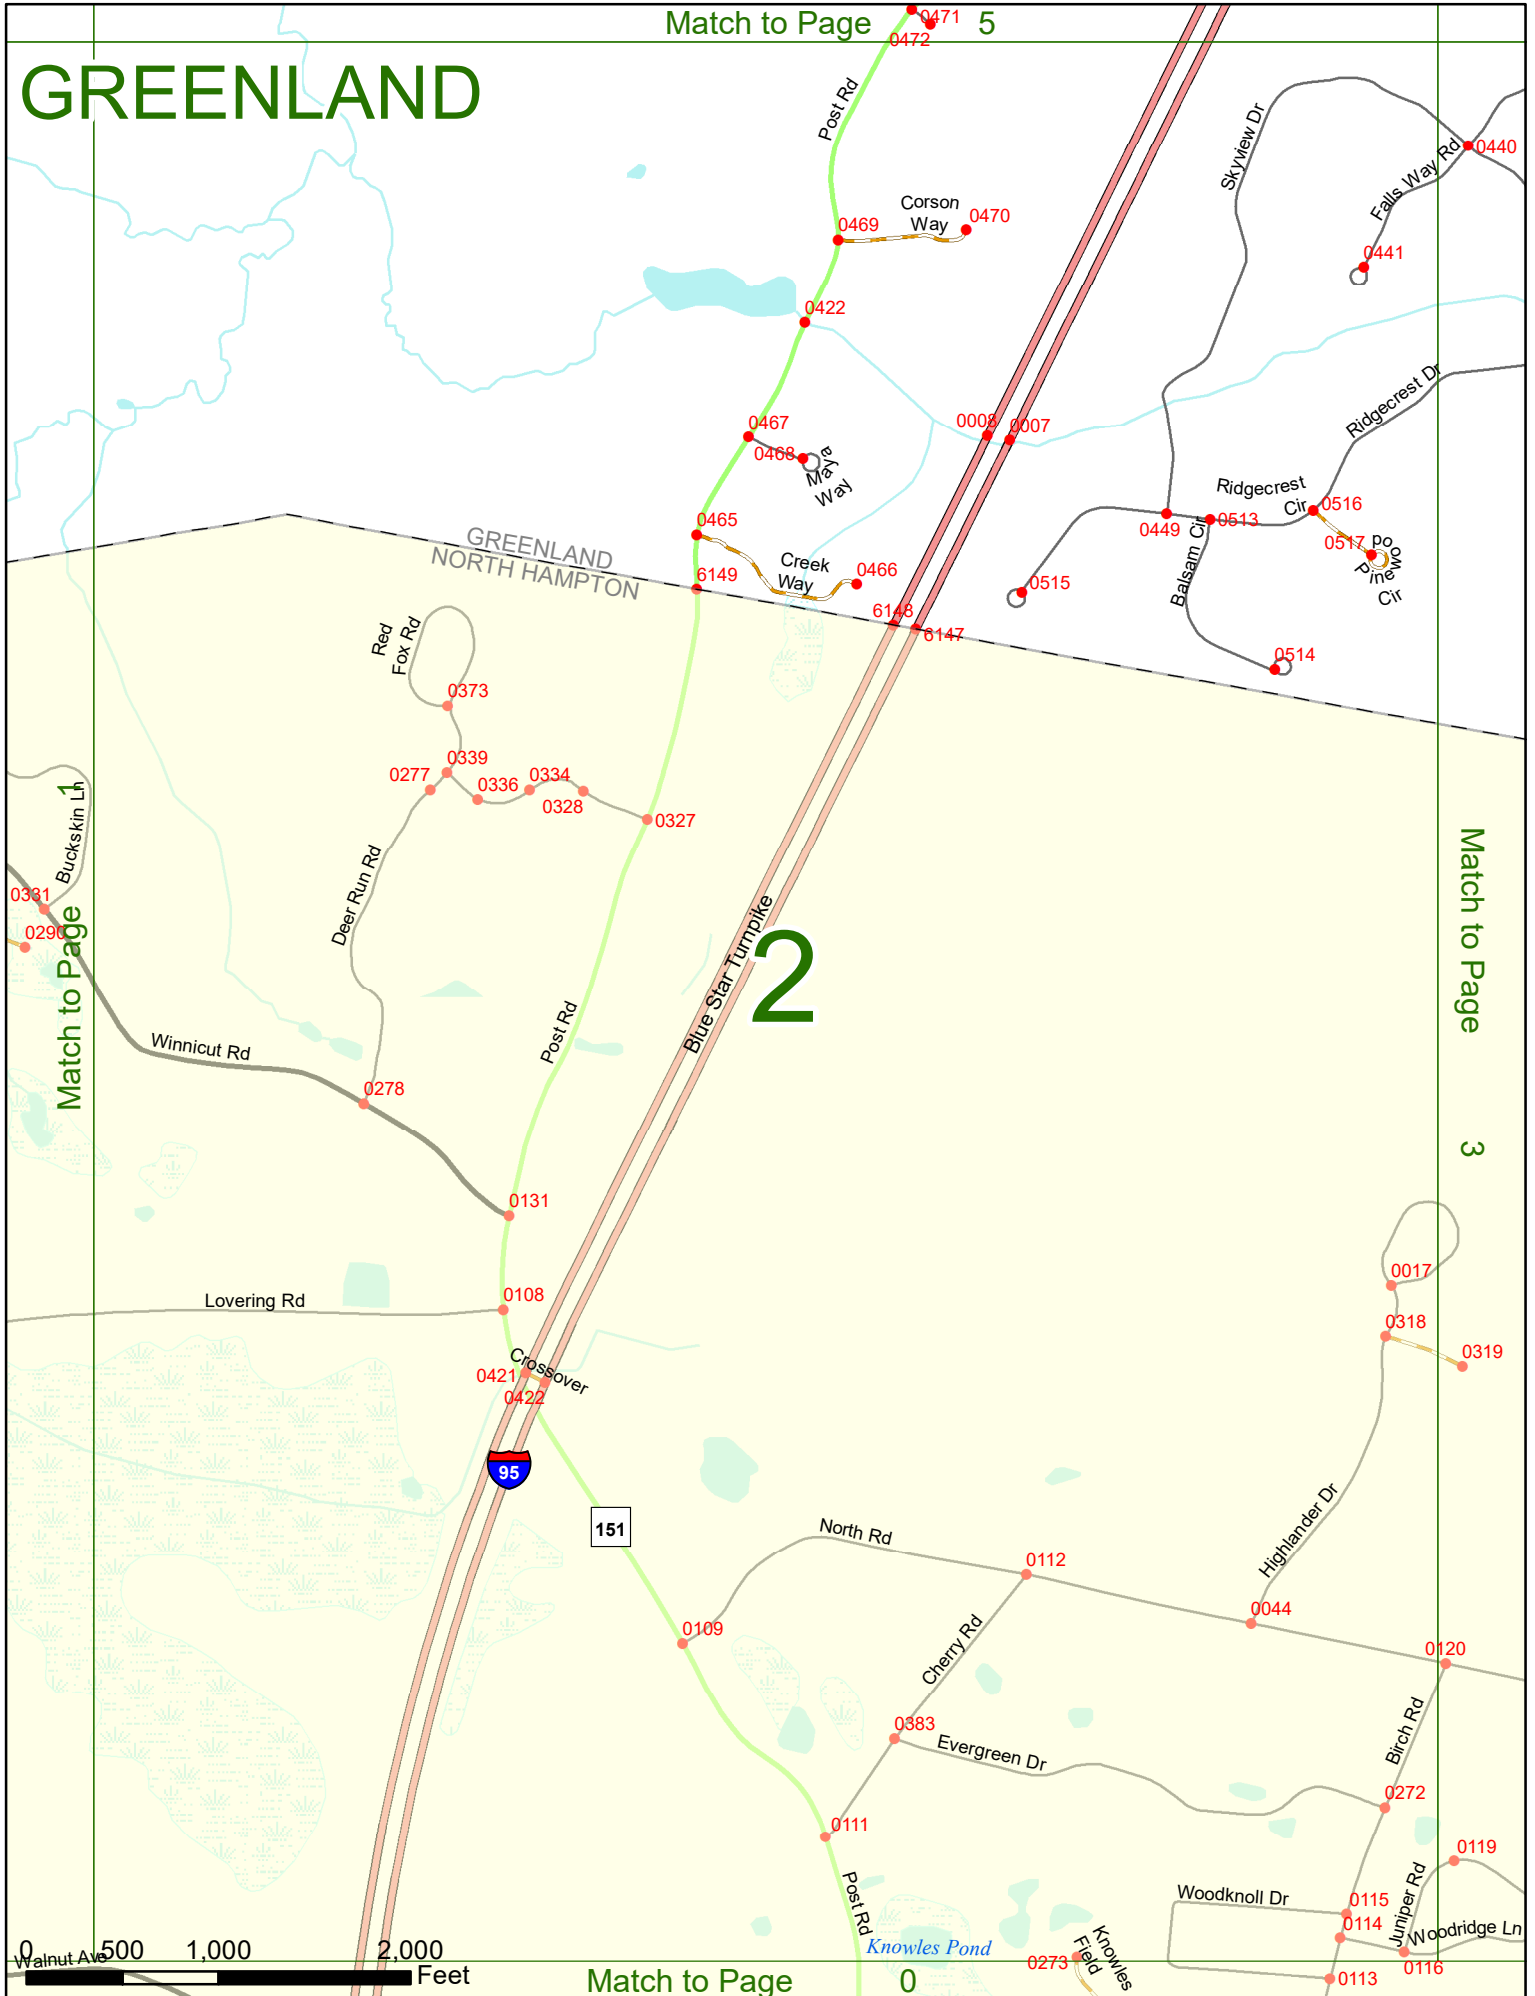 Match to Page 5
0471
0472
GREENLAND
Post Rd
Skyview Dr
0440
Falls Way Rd
Corson
Way
0470
0469
0441
0422
Ridgecrest Dr
0467
0008
0007
0468
Maya
Way
Ridgecrest
Cir
0516
0449
0513
0465
GREENLAND
NORTH HAMPTON
0517
Pinewood
Cir
Creek
Way
0466
Balsam Cir
6149
0515
6148
6147
Red
Fox Rd
0514
0373
0339
0277
0336
0334
0328
0327
Buckskin Ln
Match to Page 1
Deer Run Rd
0331
0290
Blue Star Turnpike
2
Match to Page 3
Post Rd
Winnicut Rd
0278
0131
0017
Lovering Rd
0108
0318
0319
Crossover
0421
0422
95
151
Highlander Dr
North Rd
0112
0044
0109
Cherry Rd
0120
0383
Evergreen Dr
Birch Rd
0272
0111
0119
Post Rd
Woodknoll Dr
0115
Juniper Rd
0114
Woodridge Ln
Knowles Pond
0273
Knowles
Field
0116
0113
0 500 1,000 2,000
Feet
Walnut Ave
Match to Page 0